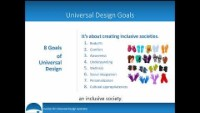 Universal Design Goals
It's about creating inclusive societies
8 Goals
of
Universal
Design
1. Body fit
2. Comfort
3. Awareness
4. Understanding
5. Wellness
6. Social integration
7. Personalization
8. Cultural appropriateness
an inclusive society